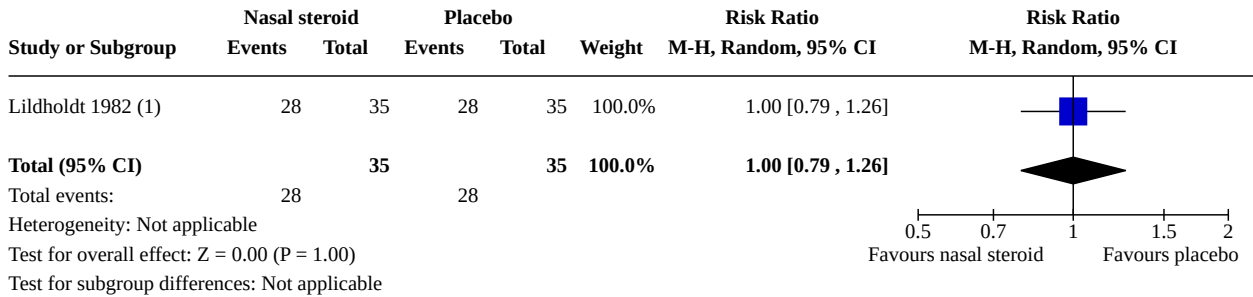 Nasal steroid Placebo Risk Ratio Risk Ratio
Study or Subgroup Events Total Events Total Weight M-H, Random, 95% CI M-H, Random, 95% CI
Lildholdt 1982 (1) 28 35 28 35 100.0% 1.00 [0.79 , 1.26]
Total (95% CI) 35 35 100.0% 1.00 [0.79 , 1.26]
Total events: 28 28
Heterogeneity: Not applicable
0.5 0.7 1 1.5 2
Test for overall effect: Z = 0.00 (P = 1.00) Favours nasal steroid Favours placebo
Test for subgroup differences: Not applicable